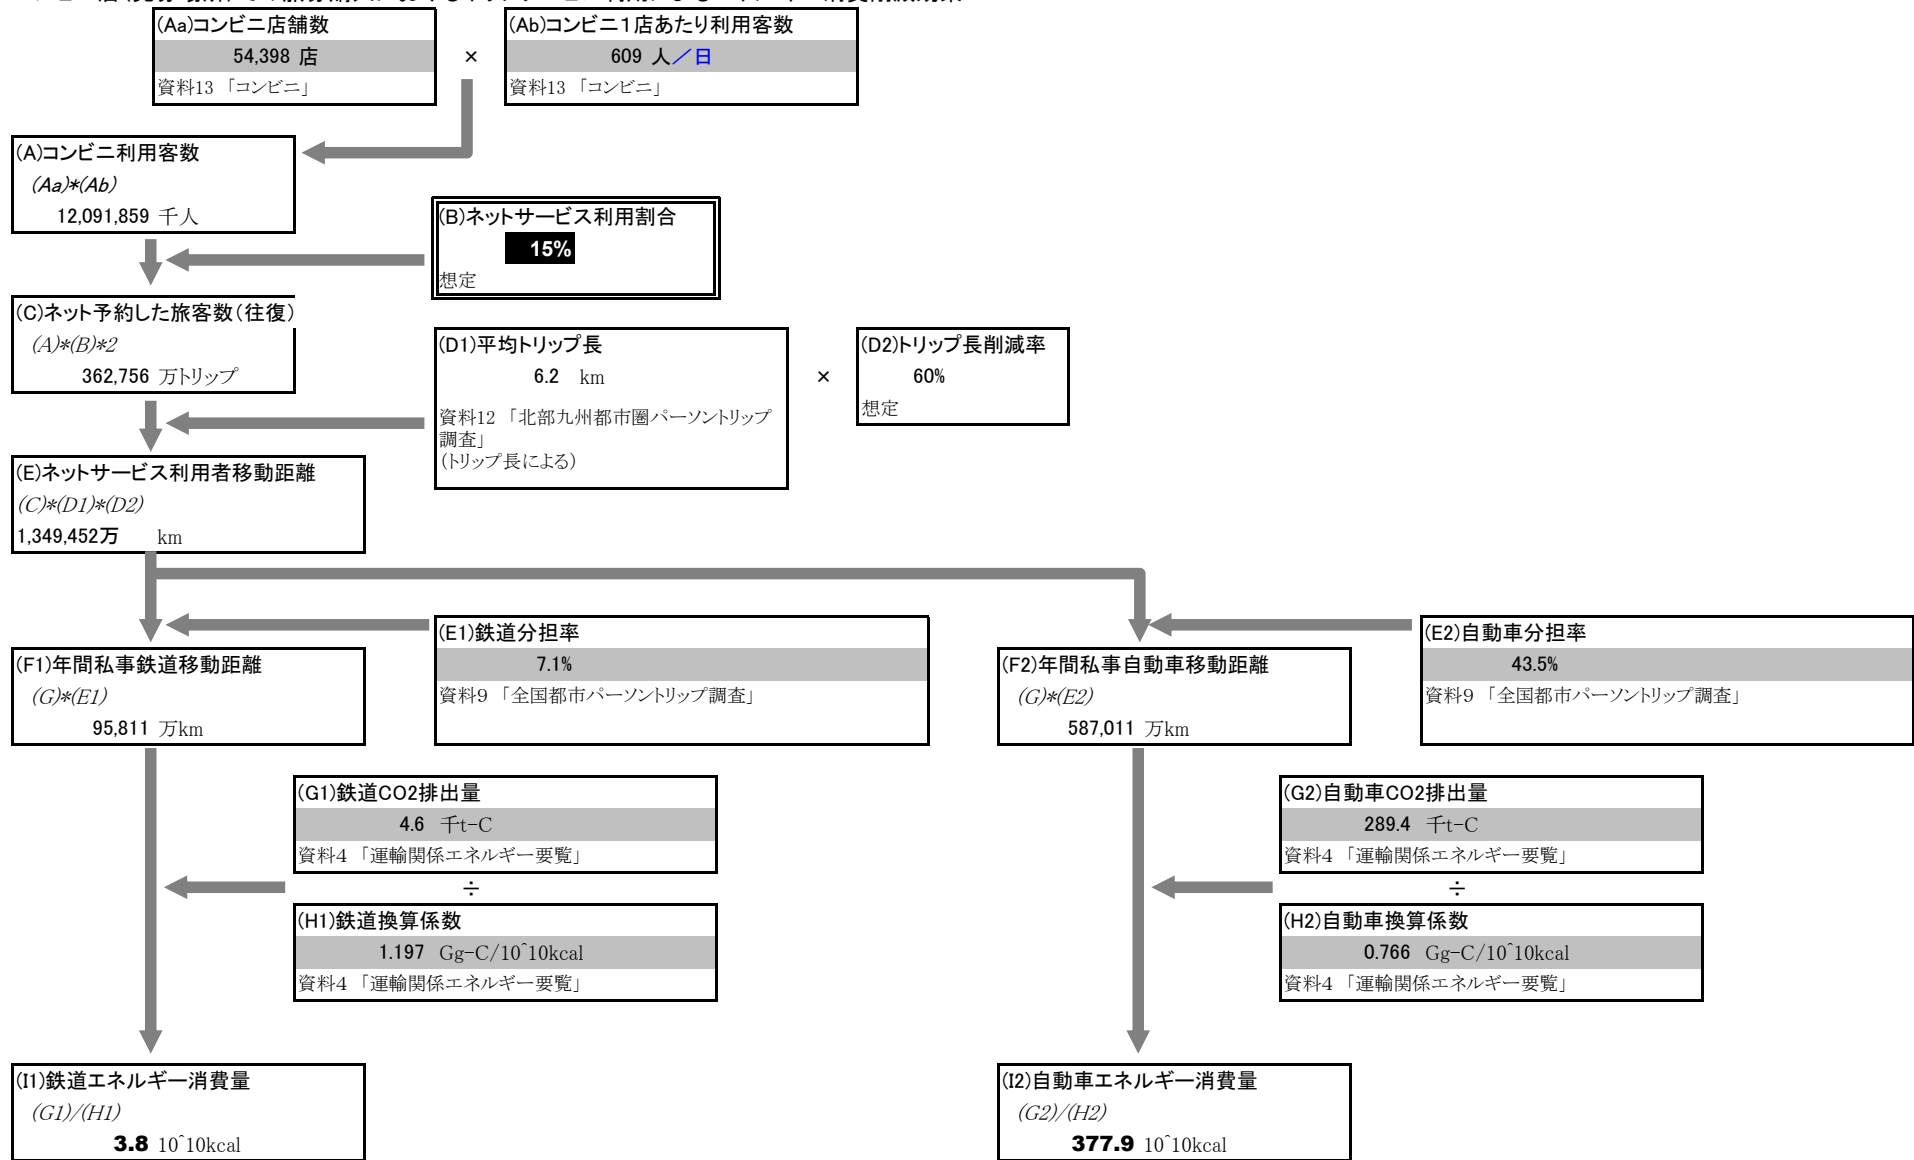 (Aa)コンビニ店舗数
54,398 店
資料13 「コンビニ」
×
(Ab)コンビニ１店あたり利用客数
609 人／日
資料13 「コンビニ」
(A)コンビニ利用客数
(Aa)*(Ab)
12,091,859 千人
(B)ネットサービス利用割合
15%
想定
(C)ネット予約した旅客数(往復)
(A)*(B)*2
362,756 万トリップ
(D1)平均トリップ長
6.2 km
資料12 「北部九州都市圏パーソントリップ
調査」
(トリップ長による)
×
(D2)トリップ長削減率
60%
想定
(E)ネットサービス利用者移動距離
(C)*(D1)*(D2)
1,349,452万 km
(E1)鉄道分担率
7.1%
資料9 「全国都市パーソントリップ調査」
(E2)自動車分担率
43.5%
資料9 「全国都市パーソントリップ調査」
(F1)年間私事鉄道移動距離
(G)*(E1)
95,811 万km
(F2)年間私事自動車移動距離
(G)*(E2)
587,011 万km
(G1)鉄道CO2排出量
4.6 千t-C
資料4 「運輸関係エネルギー要覧」
÷
(H1)鉄道換算係数
1.197 Gg-C/10^10kcal
資料4 「運輸関係エネルギー要覧」
(G2)自動車CO2排出量
289.4 千t-C
資料4 「運輸関係エネルギー要覧」
÷
(H2)自動車換算係数
0.766 Gg-C/10^10kcal
資料4 「運輸関係エネルギー要覧」
(I1)鉄道エネルギー消費量
(G1)/(H1)
3.8 10^10kcal
(I2)自動車エネルギー消費量
(G2)/(H2)
377.9 10^10kcal